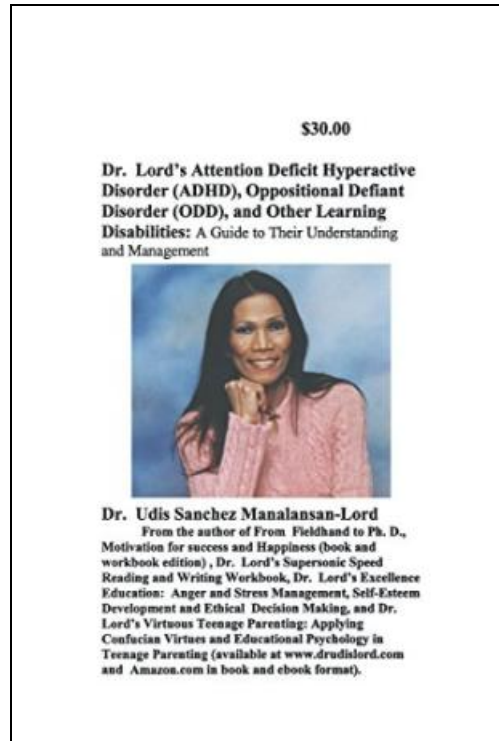 $30.00
Dr. Lord's Attention Deficit Hyperactive
Disorder (ADHD), Oppositional Defiant
Disorder (ODD), and Other Learning
Disabilities: A Guide to Their Understanding
and Management
Dr. Udis Sanchez Manalansan-Lord
From the author of From Fieldhand to Ph. D.,
Motivation for success and Happiness (book and
workbook edition) , Dr. Lord's Supersonic Speed
Reading and Writing Workbook, Dr. Lord's Excellence
Education: Anger and Stress Management, Self-Esteem
Development and Ethical Decision Making, and Dr.
Lord's Virtuous Teenage Parenting: Applying
Confucian Virtues and Educational Psychology in
Teenage Parenting (available at www.drudislord.com
and Amazon.com in book and ebook format).